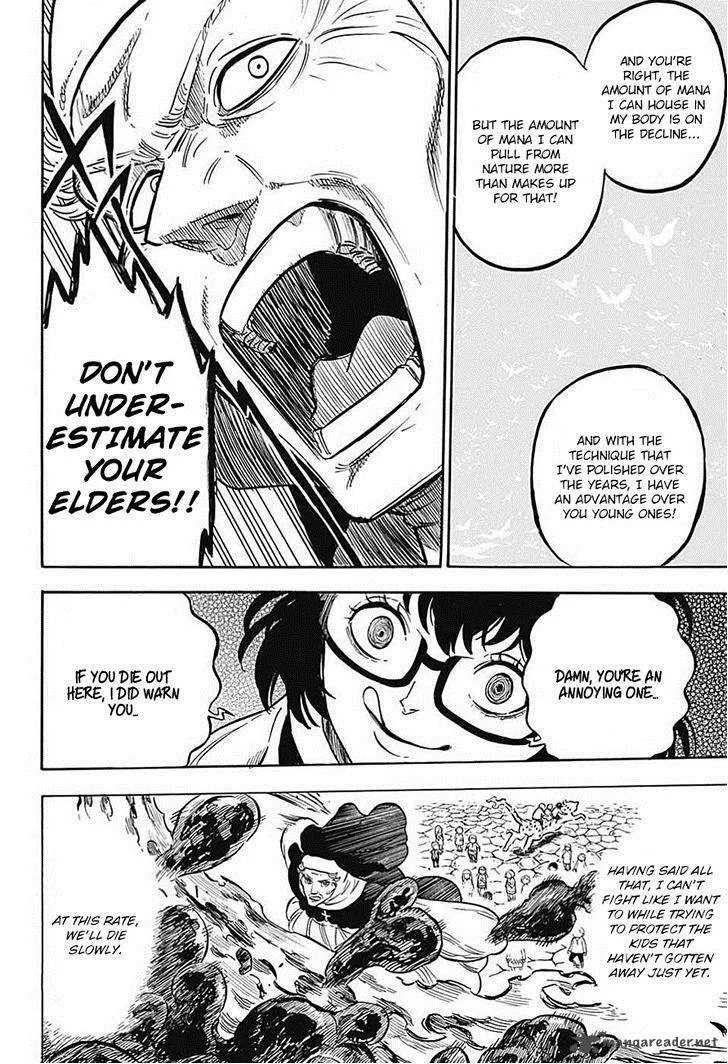 AND YOU'RE
RIGHT, THE
AMOUNT OF MANA
I CAN HOUSE IN
MY BODY IS ON
THE DECLINE...
BUT THE AMOUNT
OF MANA I CAN
PULL FROM
NATURE MORE
THAN MAKES UP
FOR THAT!
AND WITH THE
TECHNIQUE THAT
I'VE POLISHED OVER
THE YEARS, I HAVE
AN ADVANTAGE OVER
YOU YOUNG ONES!
DON'T
UNDER-
ESTIMATE
YOUR
ELDERS!!
DAMN, YOU'RE AN
ANNOYING ONE...
IF YOU DIE OUT
HERE, I DID WARN
YOU...
HAVING SAID ALL
THAT, I CAN'T
FIGHT LIKE I WANT
TO WHILE TRYING
TO PROTECT THE
KIDS THAT
HAVEN'T GOTTEN
AWAY JUST YET.
AT THIS RATE,
WE'LL DIE
SLOWLY.
mangareader.net